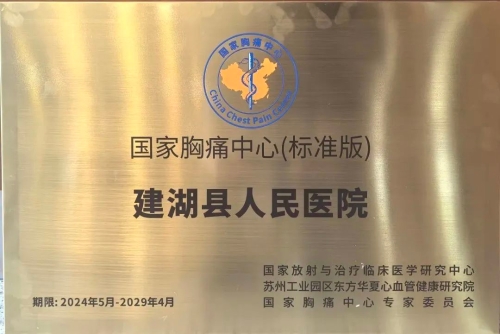 国家胸痛中心
China Chest Pain Center
国家胸痛中心(标准版)
建湖县人民医院
国家放射与治疗临床医学研究中心
苏州工业园区东方华夏心血管健康研究院
期限: 2024年5月-2029年4月
国家胸痛中心专家委员会